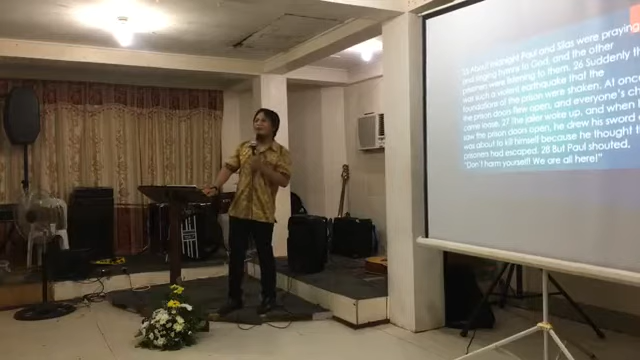 25 About midnight Paul and Silas were praying
and singing hymns to God, and the other
prisoners were listening to them. 26 Suddenly
was such a violent earthquake that the
foundations of the prison were shaken. At once
the prison doors flew open, and everyone's
came loose. 27 The jailer woke up, and when
saw the prison doors open, he drew his sword
was about to kill himself because he thought
prisoners had escaped. 28 But Paul shouted,
"Don't harm yourself! We are all here!"